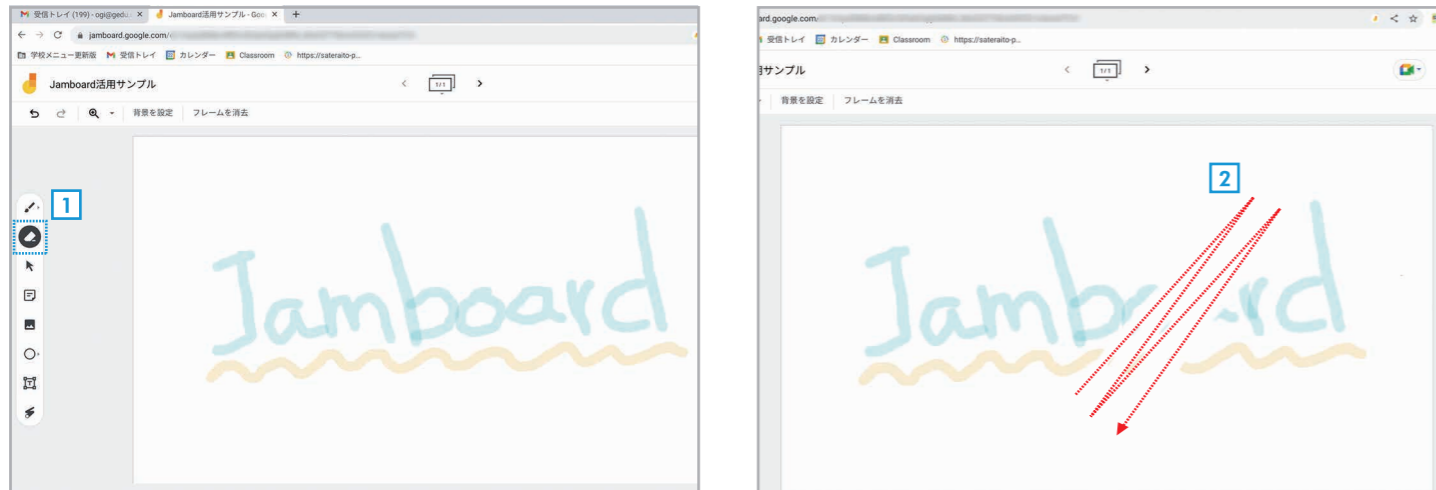 受信トレイ (199) - ogi@gedu.
Jamboard活用サンプル - Goo
jamboard.google.com/
学校メニュー更新版 受信トレイ カレンダー Classroom https://sateraito-p...
Jamboard活用サンプル
1/1
背景を設定 フレームを消去
1
Jamboard
ard.google.com
受信トレイ カレンダー Classroom https://sateraito-p...
サンプル
1/1
背景を設定 フレームを消去
2
Jamb rd